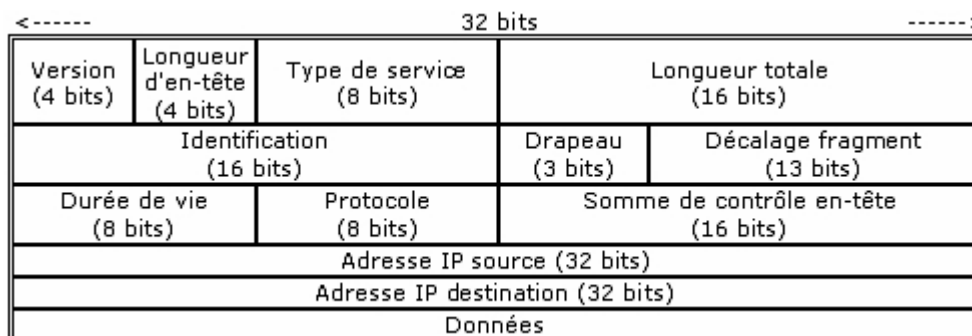 <------ 32 bits ------>
Version
(4 bits)
Longueur
d'en-tête
(4 bits)
Type de service
(8 bits)
Longueur totale
(16 bits)
Identification
(16 bits)
Drapeau
(3 bits)
Décalage fragment
(13 bits)
Durée de vie
(8 bits)
Protocole
(8 bits)
Somme de contrôle en-tête
(16 bits)
Adresse IP source (32 bits)
Adresse IP destination (32 bits)
Données